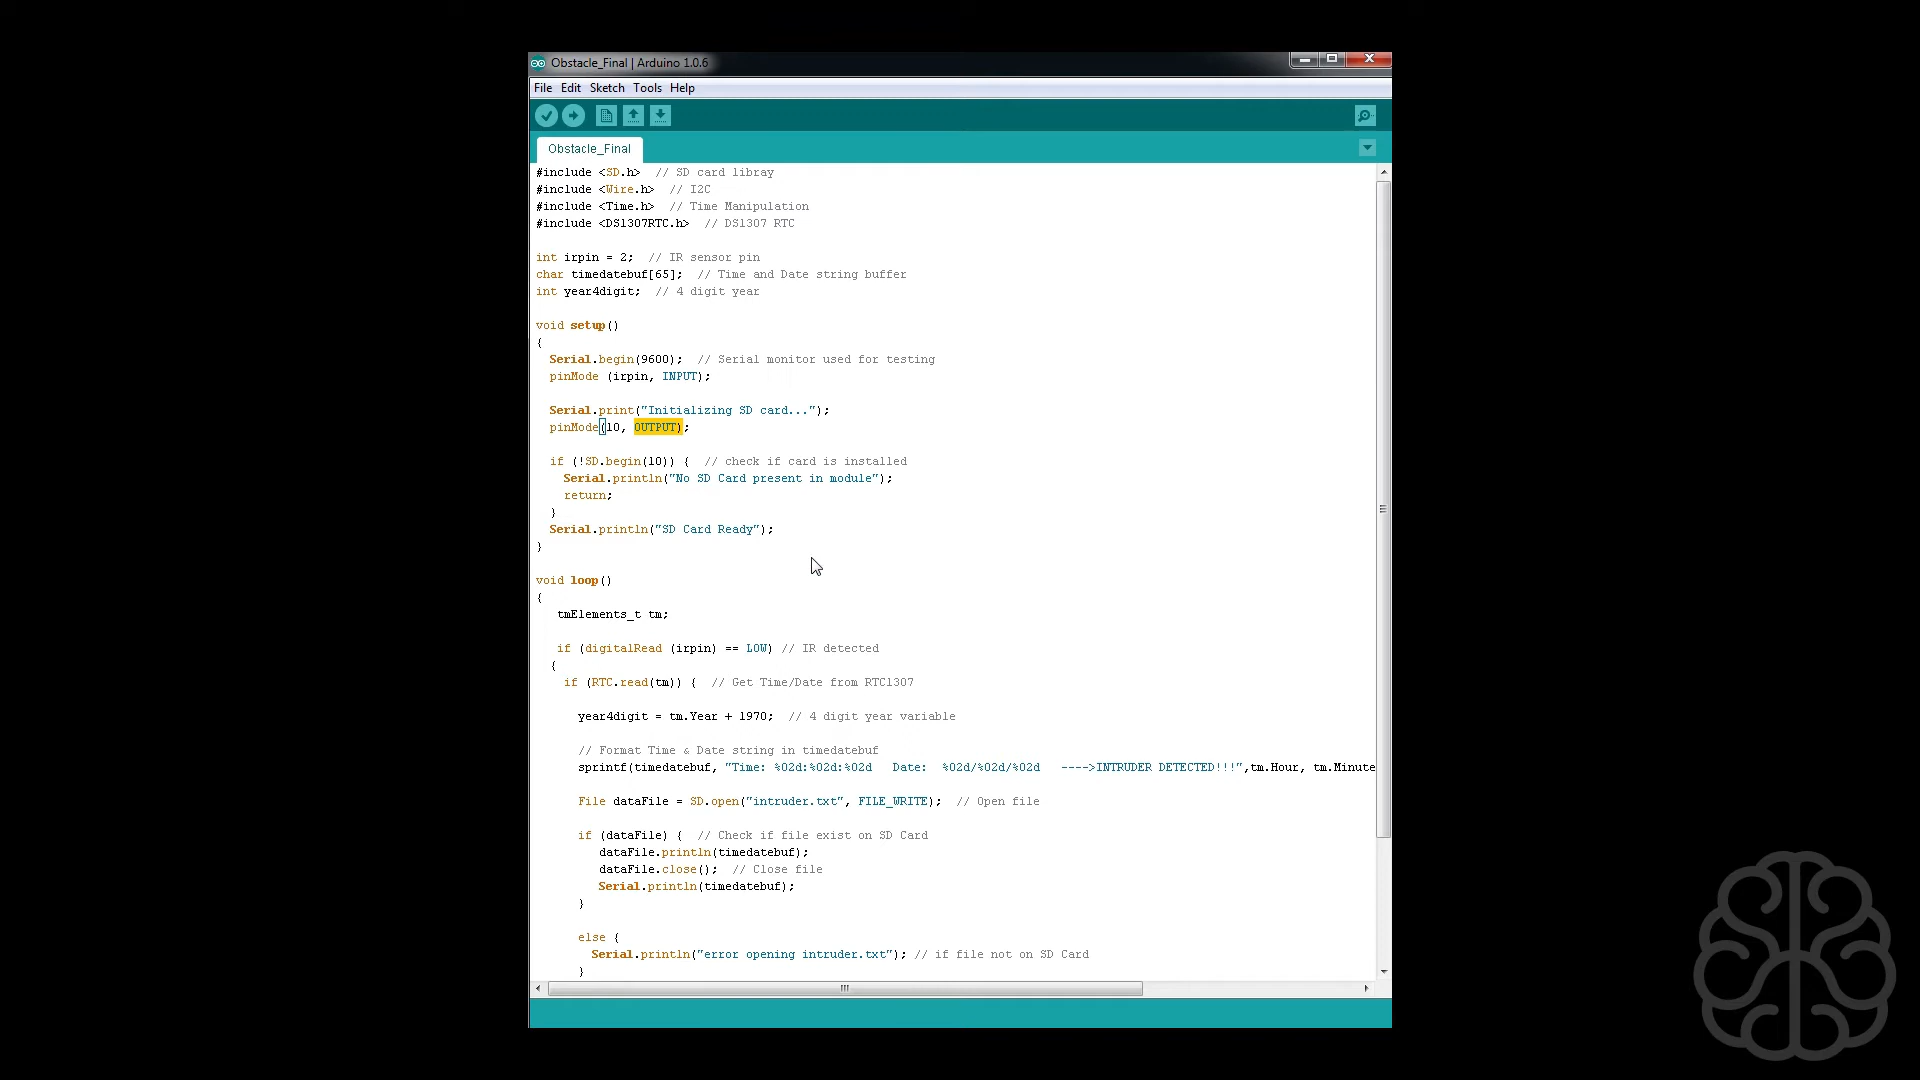 Obstacle_Final | Arduino 1.0.6
File Edit Sketch Tools Help
Obstacle_Final
#include <SD.h>  // SD card libray
#include <Wire.h>  // I2C
#include <Time.h>  // Time Manipulation
#include <DS1307RTC.h>  // DS1307 RTC
int irpin = 2;  // IR sensor pin
char timedatebuf[65];  // Time and Date string buffer
int year4digit;  // 4 digit year
void setup()
{
Serial.begin(9600);  // Serial monitor used for testing
pinMode (irpin, INPUT);
Serial.print("Initializing SD card...");
pinMode(10, OUTPUT);
if (!SD.begin(10)) {  // check if card is installed
Serial.println("No SD Card present in module");
return;
}
Serial.println("SD Card Ready");
}
void loop()
{
tmElements_t tm;
if (digitalRead (irpin) == LOW) // IR detected
{
if (RTC.read(tm)) {  // Get Time/Date from RTC1307
year4digit = tm.Year + 1970;  // 4 digit year variable
// Format Time & Date string in timedatebuf
sprintf(timedatebuf, "Time: %02d:%02d:%02d   Date:  %02d/%02d/%02d   ---->INTRUDER DETECTED!!!",tm.Hour, tm.Minute
File dataFile = SD.open("intruder.txt", FILE_WRITE);  // Open file
if (dataFile) {  // Check if file exist on SD Card
dataFile.println(timedatebuf);
dataFile.close();  // Close file
Serial.println(timedatebuf);
}
else {
Serial.println("error opening intruder.txt"); // if file not on SD Card
}